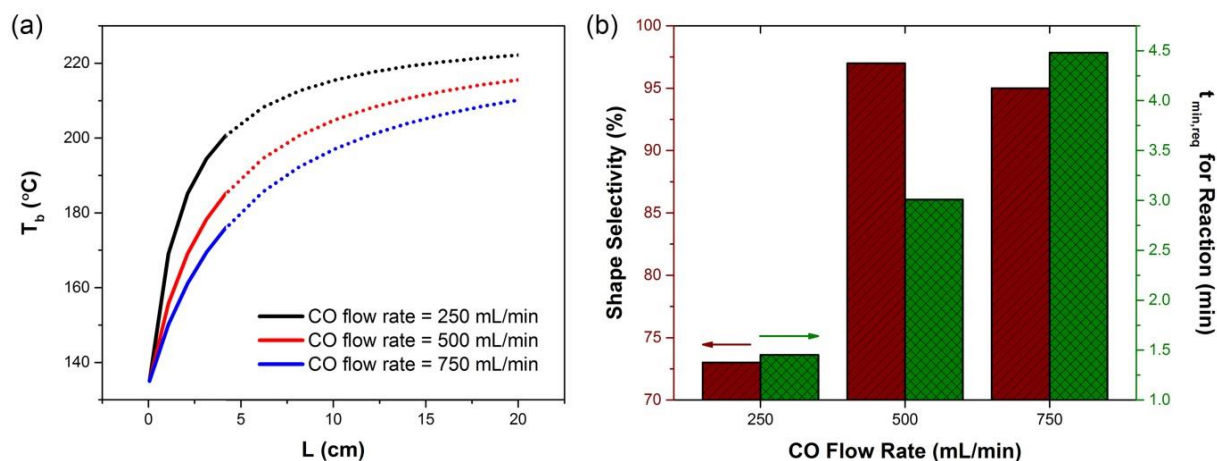 (a)
220
200
180
160
140
T_b (°C)
0
5
10
15
20
L (cm)
CO flow rate = 250 mL/min
CO flow rate = 500 mL/min
CO flow rate = 750 mL/min
(b)
100
95
90
85
80
75
70
Shape Selectivity (%)
4.5
4.0
3.5
3.0
2.5
2.0
1.5
1.0
t min,req for Reaction (min)
250
500
750
CO Flow Rate (mL/min)